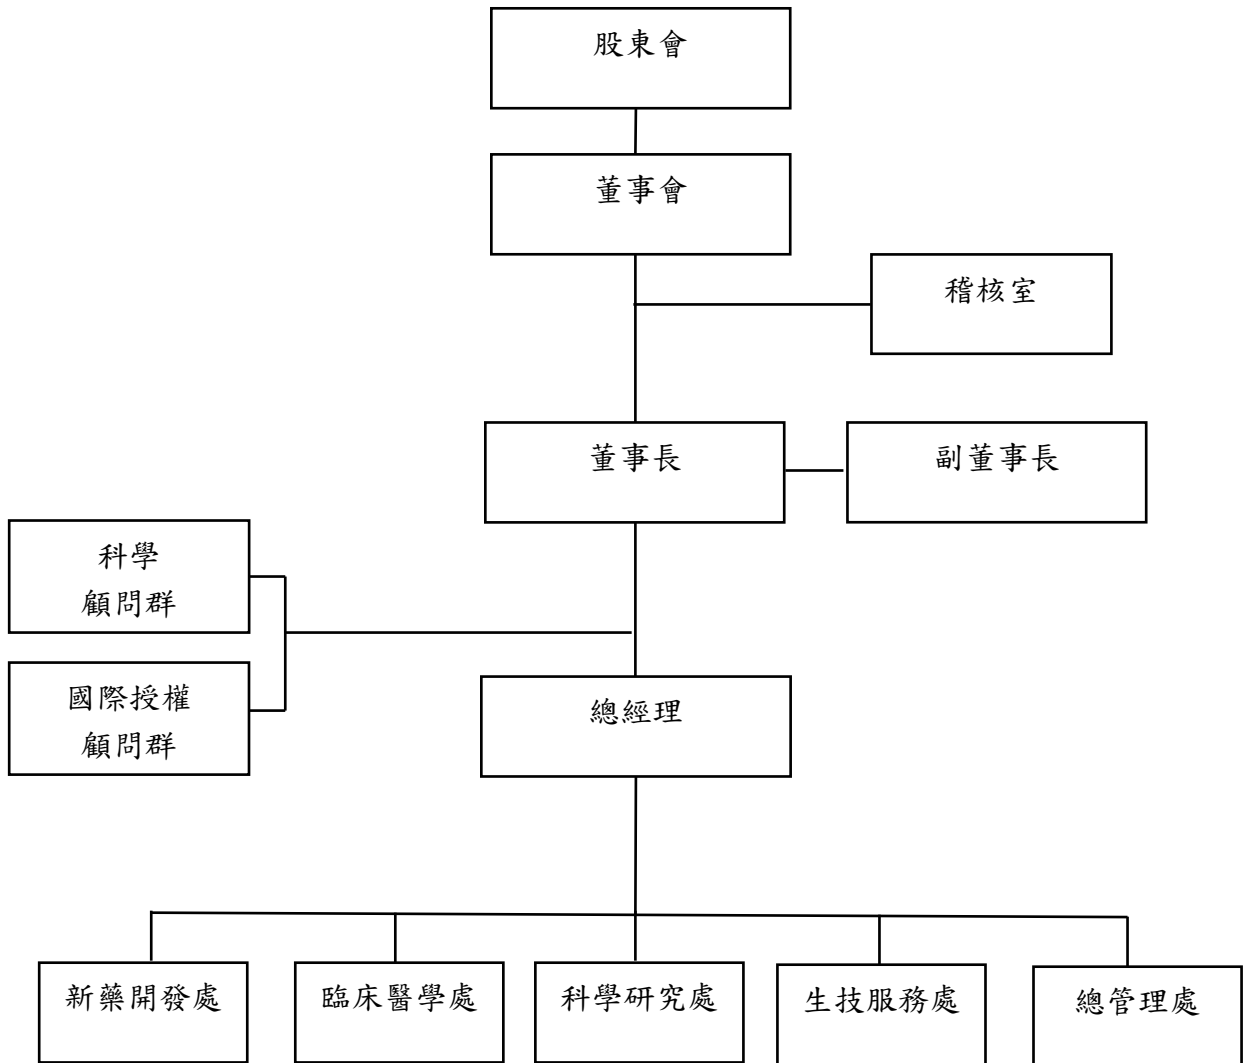 股東會
董事會
稽核室
董事長
副董事長
科學
顧問群
國際授權
顧問群
總經理
新藥開發處
臨床醫學處
科學研究處
生技服務處
總管理處